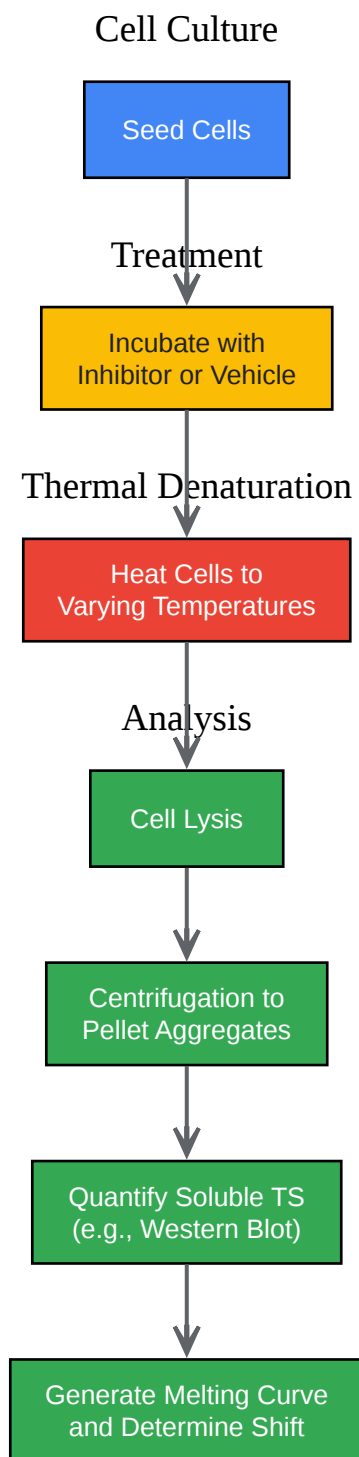 Cell Culture
Seed Cells
Treatment
Incubate with
Inhibitor or Vehicle
Thermal Denaturation
Heat Cells to
Varying Temperatures
Analysis
Cell Lysis
Centrifugation to
Pellet Aggregates
Quantify Soluble TS
(e.g., Western Blot)
Generate Melting Curve
and Determine Shift